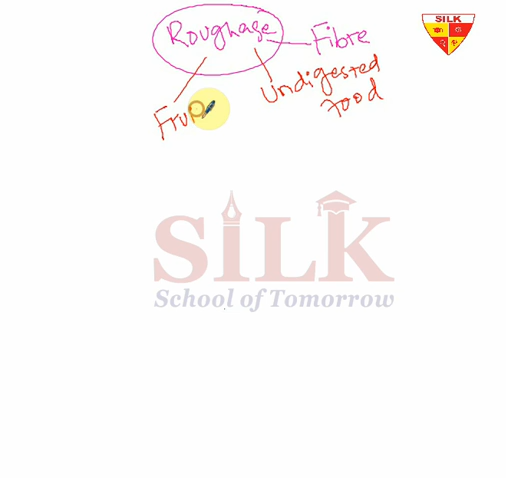 Roughage
Fibre
Undigested
food
SILK
SiLK
School of Tomorrow